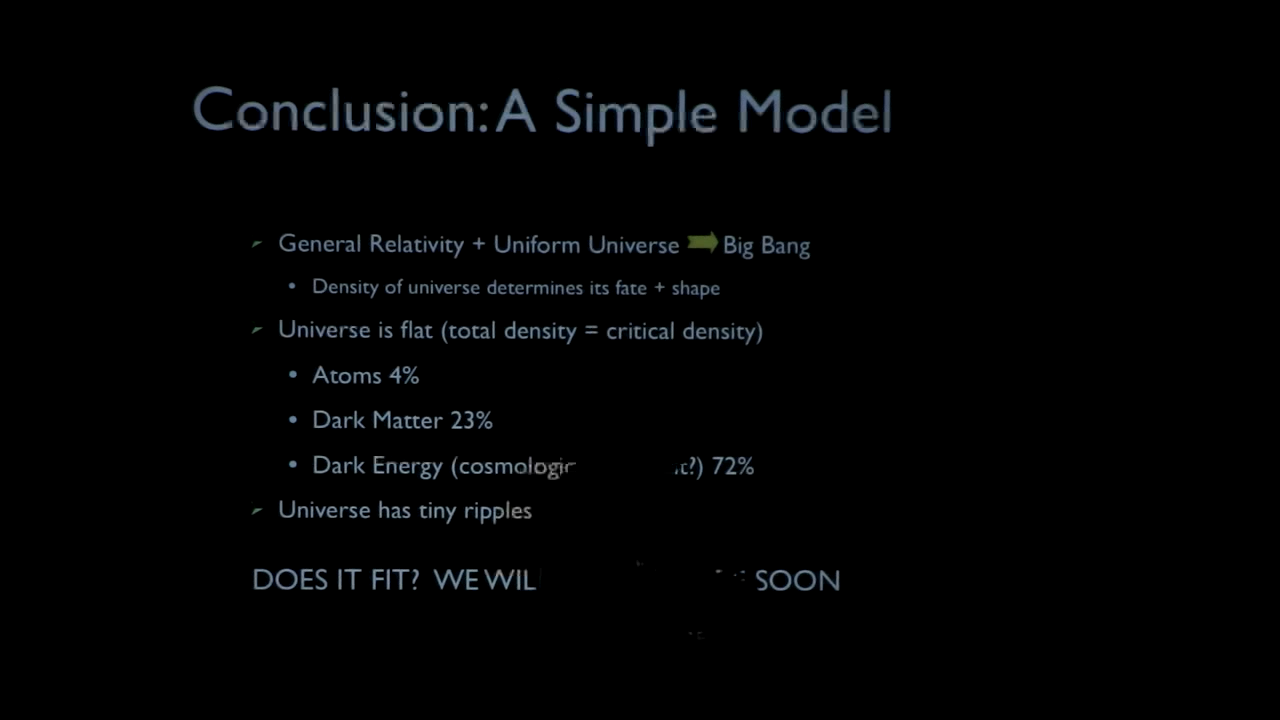 Conclusion: A Simple Model
General Relativity + Uniform Universe Big Bang
• Density of universe determines its fate + shape
Universe is flat (total density = critical density)
• Atoms 4%
• Dark Matter 23%
• Dark Energy 72%
Universe has tiny ripples
DOES IT FIT? WE SOON